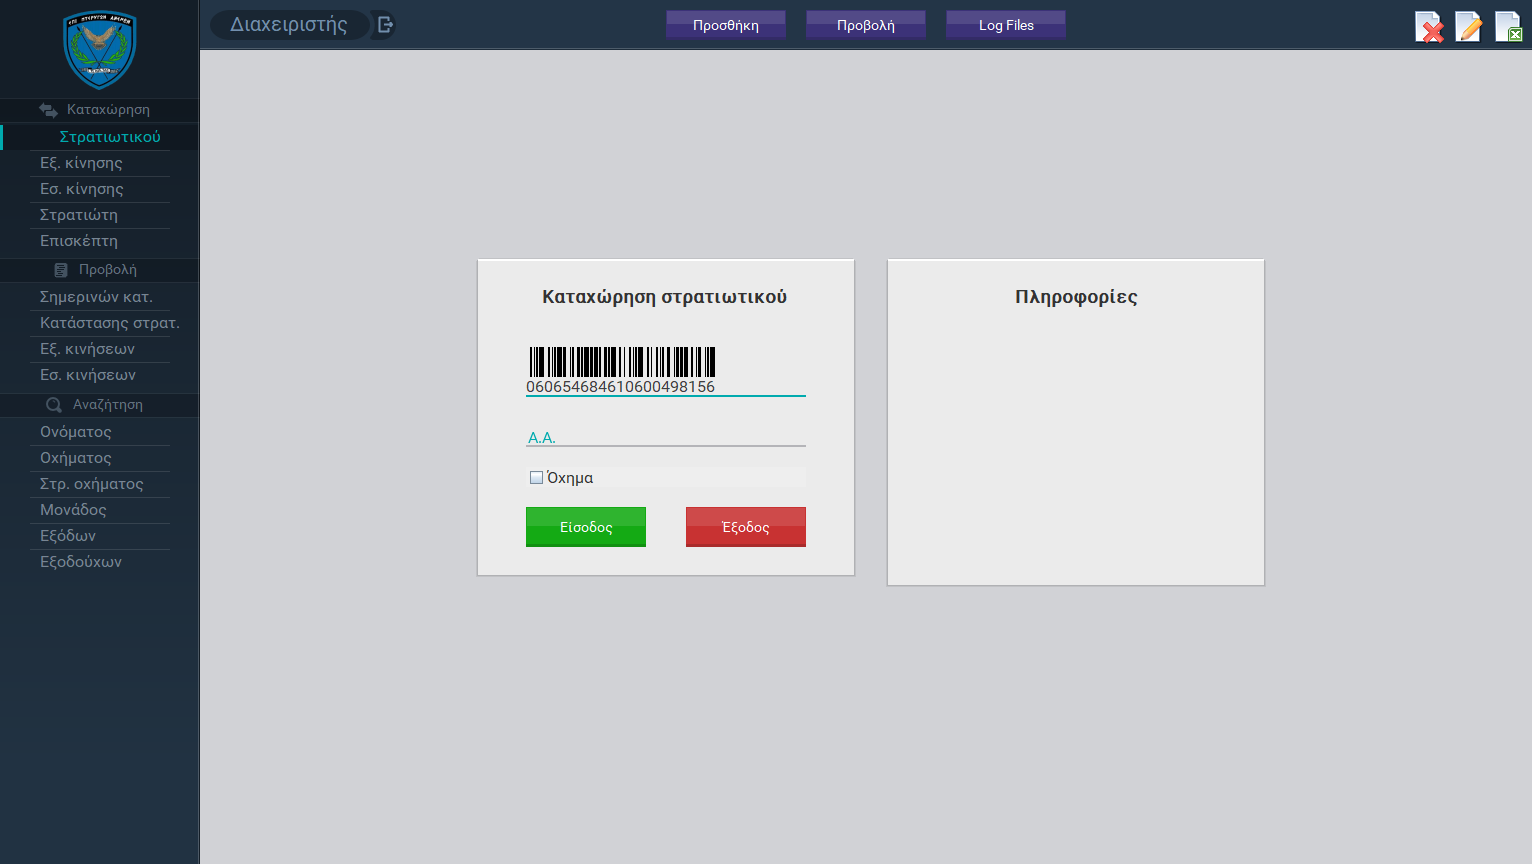 Διαχειριστής
Προσθήκη
Προβολή
Log Files
Καταχώρηση
Στρατιωτικού
Εξ. κίνησης
Εσ. κίνησης
Στρατιώτη
Επισκέπτη
Προβολή
Σημερινών κατ.
Κατάστασης στρατ.
Εξ. κινήσεων
Εσ. κινήσεων
Αναζήτηση
Ονόματος
Οχήματος
Στρ. οχήματος
Μονάδος
Εξόδων
Εξοδούχων
Καταχώρηση στρατιωτικού
060654684610600498156
Α.Α.
Όχημα
Είσοδος
Έξοδος
Πληροφορίες